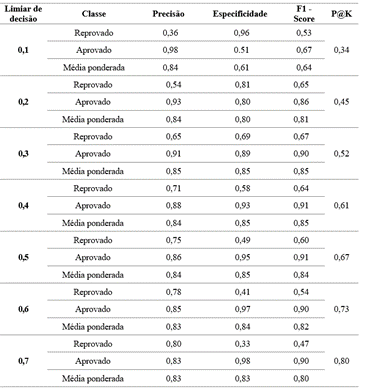 Limiar de decisão Classe Precisão Especificidade F1 - Score P@K
0,1 Reprovado 0,36 0,96 0,53 0,34
Aprovado 0,98 0.51 0,67
Média ponderada 0,84 0,61 0,64
0,2 Reprovado 0,54 0,81 0,65 0,45
Aprovado 0,93 0,80 0,86
Média ponderada 0,84 0,80 0,81
0,3 Reprovado 0,65 0,69 0,67 0,52
Aprovado 0,91 0,89 0,90
Média ponderada 0,85 0,85 0,85
0,4 Reprovado 0,71 0,58 0,64 0,61
Aprovado 0,88 0,93 0,91
Média ponderada 0,84 0,85 0,85
0,5 Reprovado 0,75 0,49 0,60 0,67
Aprovado 0,86 0,95 0,91
Média ponderada 0,84 0,85 0,84
0,6 Reprovado 0,78 0,41 0,54 0,73
Aprovado 0,85 0,97 0,90
Média ponderada 0,83 0,84 0,82
0,7 Reprovado 0,80 0,33 0,47 0,80
Aprovado 0,83 0,98 0,90
Média ponderada 0,83 0,83 0,80